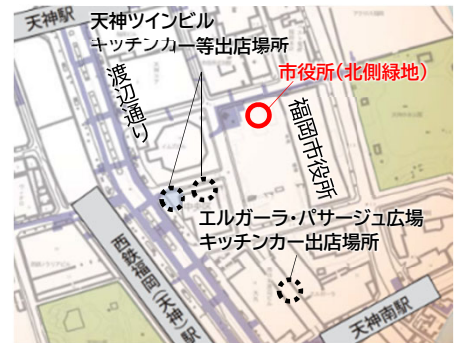 天神駅
天神ツインビル
キッチンカー等出店場所
渡辺通り
市役所(北側緑地)
福岡市役所
エルガーラ・パサージュ広場
キッチンカー出店場所
西鉄福岡(天神)駅
天神南駅